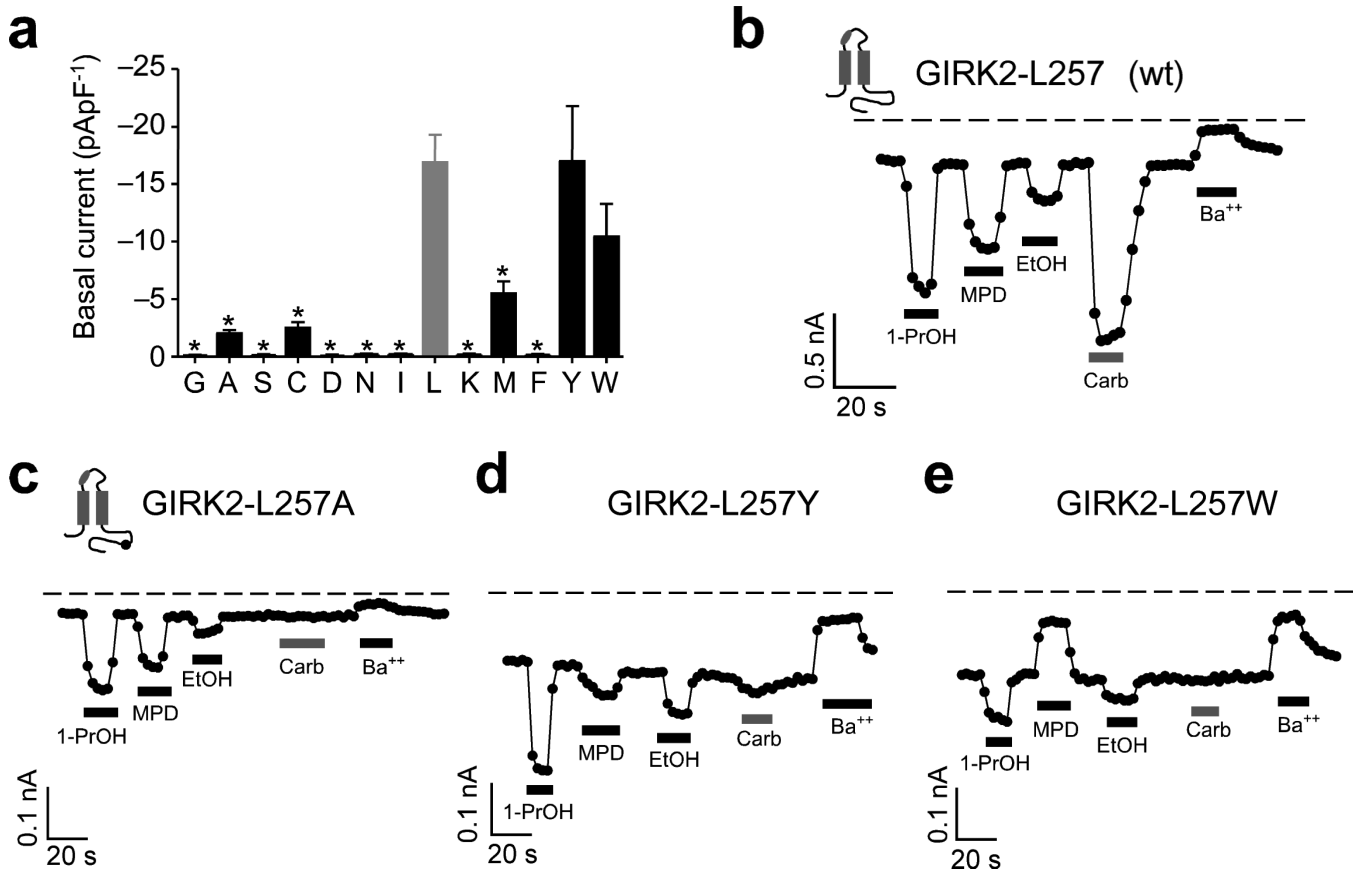 a
Basal current (pApF⁻¹)
–25
–20
–15
–10
–5
0
* * * * * * * * * *
G A S C D N I L K M F Y W
b
GIRK2-L257 (wt)
1-PrOH
MPD
EtOH
Carb
Ba⁺⁺
0.5 nA
20 s
c
GIRK2-L257A
1-PrOH
MPD
EtOH
Carb
Ba⁺⁺
0.1 nA
20 s
d
GIRK2-L257Y
1-PrOH
MPD
EtOH
Carb
Ba⁺⁺
0.1 nA
20 s
e
GIRK2-L257W
1-PrOH
MPD
EtOH
Carb
Ba⁺⁺
0.1 nA
20 s